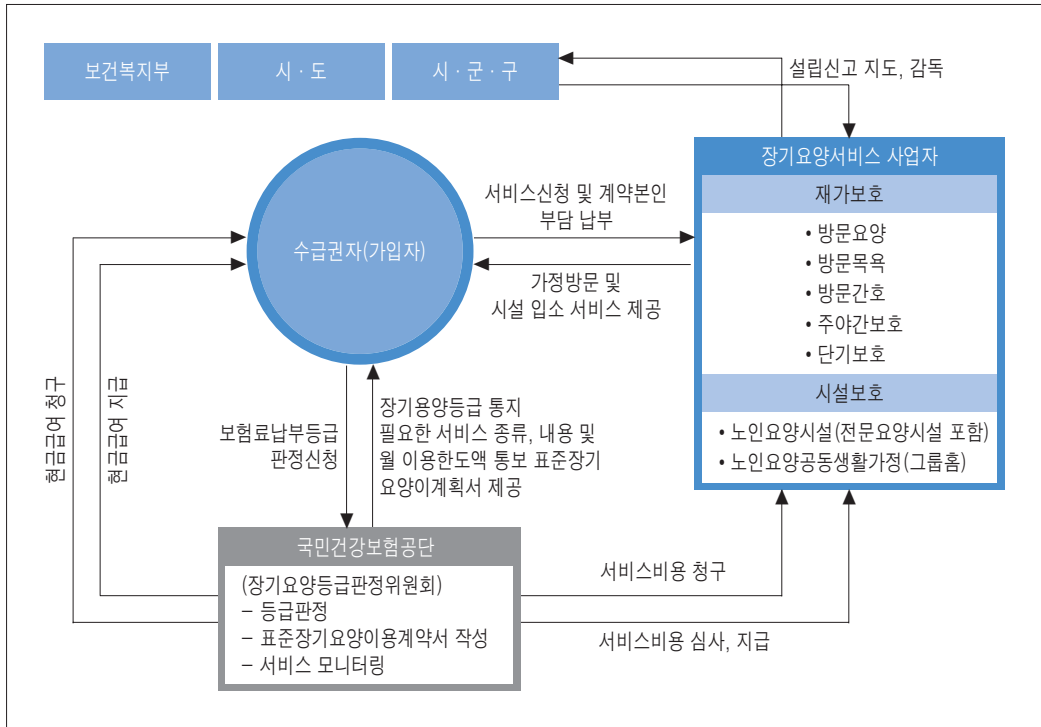 보건복지부
시 · 도
시 · 군 · 구
설립신고 지도, 감독
장기요양서비스 사업자
재가보호
• 방문요양
• 방문목욕
• 방문간호
• 주야간보호
• 단기보호
시설보호
• 노인요양시설(전문요양시설 포함)
• 노인요양공동생활가정(그룹홈)
서비스신청 및 계약본인
부담 납부
수급권자(가입자)
가정방문 및
시설 입소 서비스 제공
현금급여 청구
현금급여 지급
보험료납부등급
판정신청
장기용양등급 통지
필요한 서비스 종류, 내용 및
월 이용한도액 통보 표준장기
요양이계획서 제공
국민건강보험공단
(장기요양등급판정위원회)
– 등급판정
– 표준장기요양이용계약서 작성
– 서비스 모니터링
서비스비용 청구
서비스비용 심사, 지급